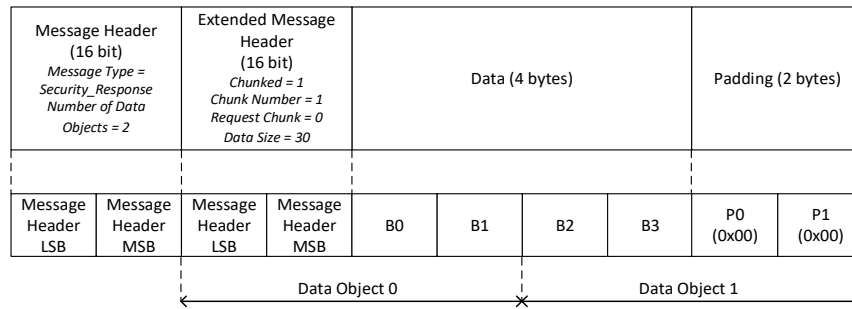 Message Header
(16 bit)
Message Type =
Security_Response
Number of Data
Objects = 2
Extended Message
Header
(16 bit)
Chunked = 1
Chunk Number = 1
Request Chunk = 0
Data Size = 30
Data (4 bytes)
Padding (2 bytes)
Message
Header
LSB
Message
Header
MSB
Message
Header
LSB
Message
Header
MSB
B0
B1
B2
B3
P0
(0x00)
P1
(0x00)
Data Object 0
Data Object 1